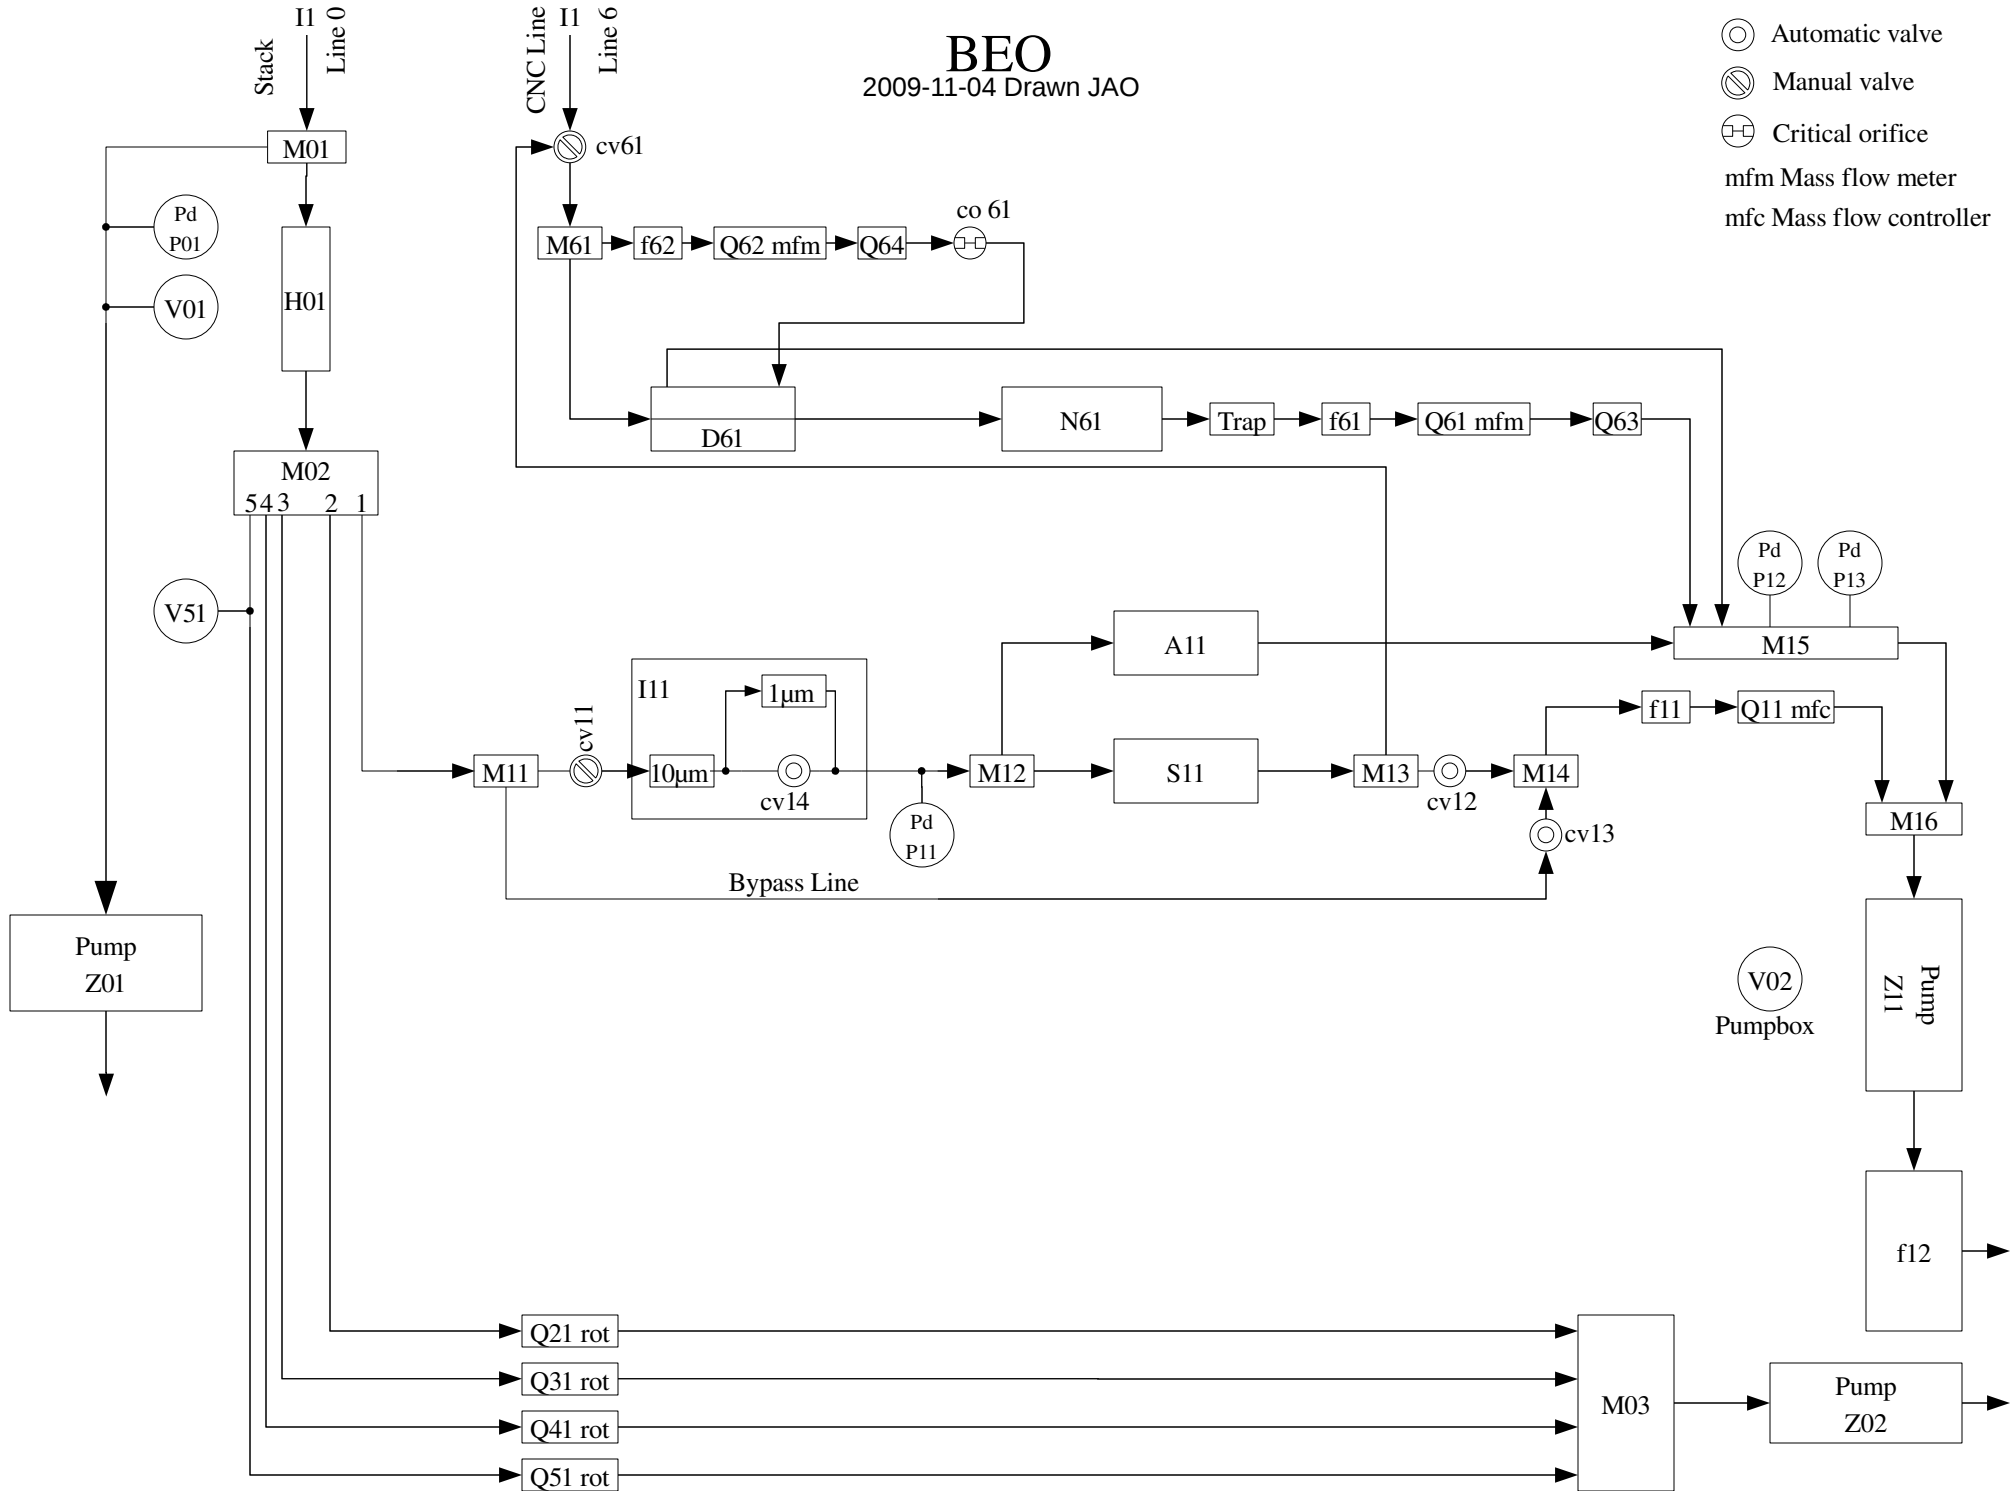 I1
Stack
Line 0
CNC Line
I1
Line 6
BEO
2009-11-04 Drawn JAO
Automatic valve
Manual valve
Critical orifice
mfm Mass flow meter
mfc Mass flow controller
M01
cv61
Pd
P01
V01
H01
M61
f62
Q62 mfm
Q64
co 61
D61
N61
Trap
f61
Q61 mfm
Q63
M02
5 4 3 2 1
V51
Pd
P12
Pd
P13
A11
M15
I11
1µm
f11
Q11 mfc
M11
cv11
10µm
cv14
M12
S11
M13
cv12
M14
Pd
P11
cv13
M16
Bypass Line
Pump
Z01
V02
Pumpbox
Pump
Z11
f12
Q21 rot
Q31 rot
Q41 rot
Q51 rot
M03
Pump
Z02